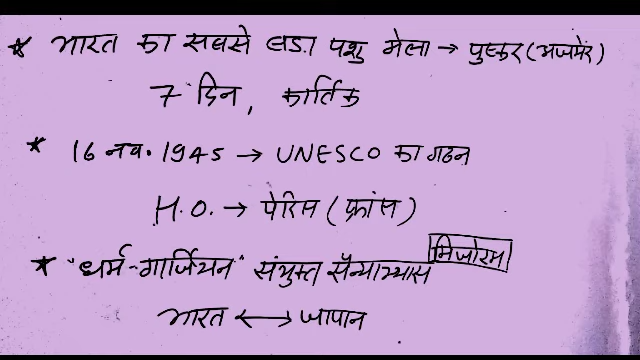 * भारत का सबसे बड़ा पशु मेला → पुष्कर (अजमेर)
7 दिन, कार्तिक
* 16 नव. 1945 → UNESCO का गठन
H.O. → पेरिस (फ्रांस)
* "धर्म-गार्जियन" संयुक्त सैन्याभ्यास मिजोरम
भारत ↔ जापान